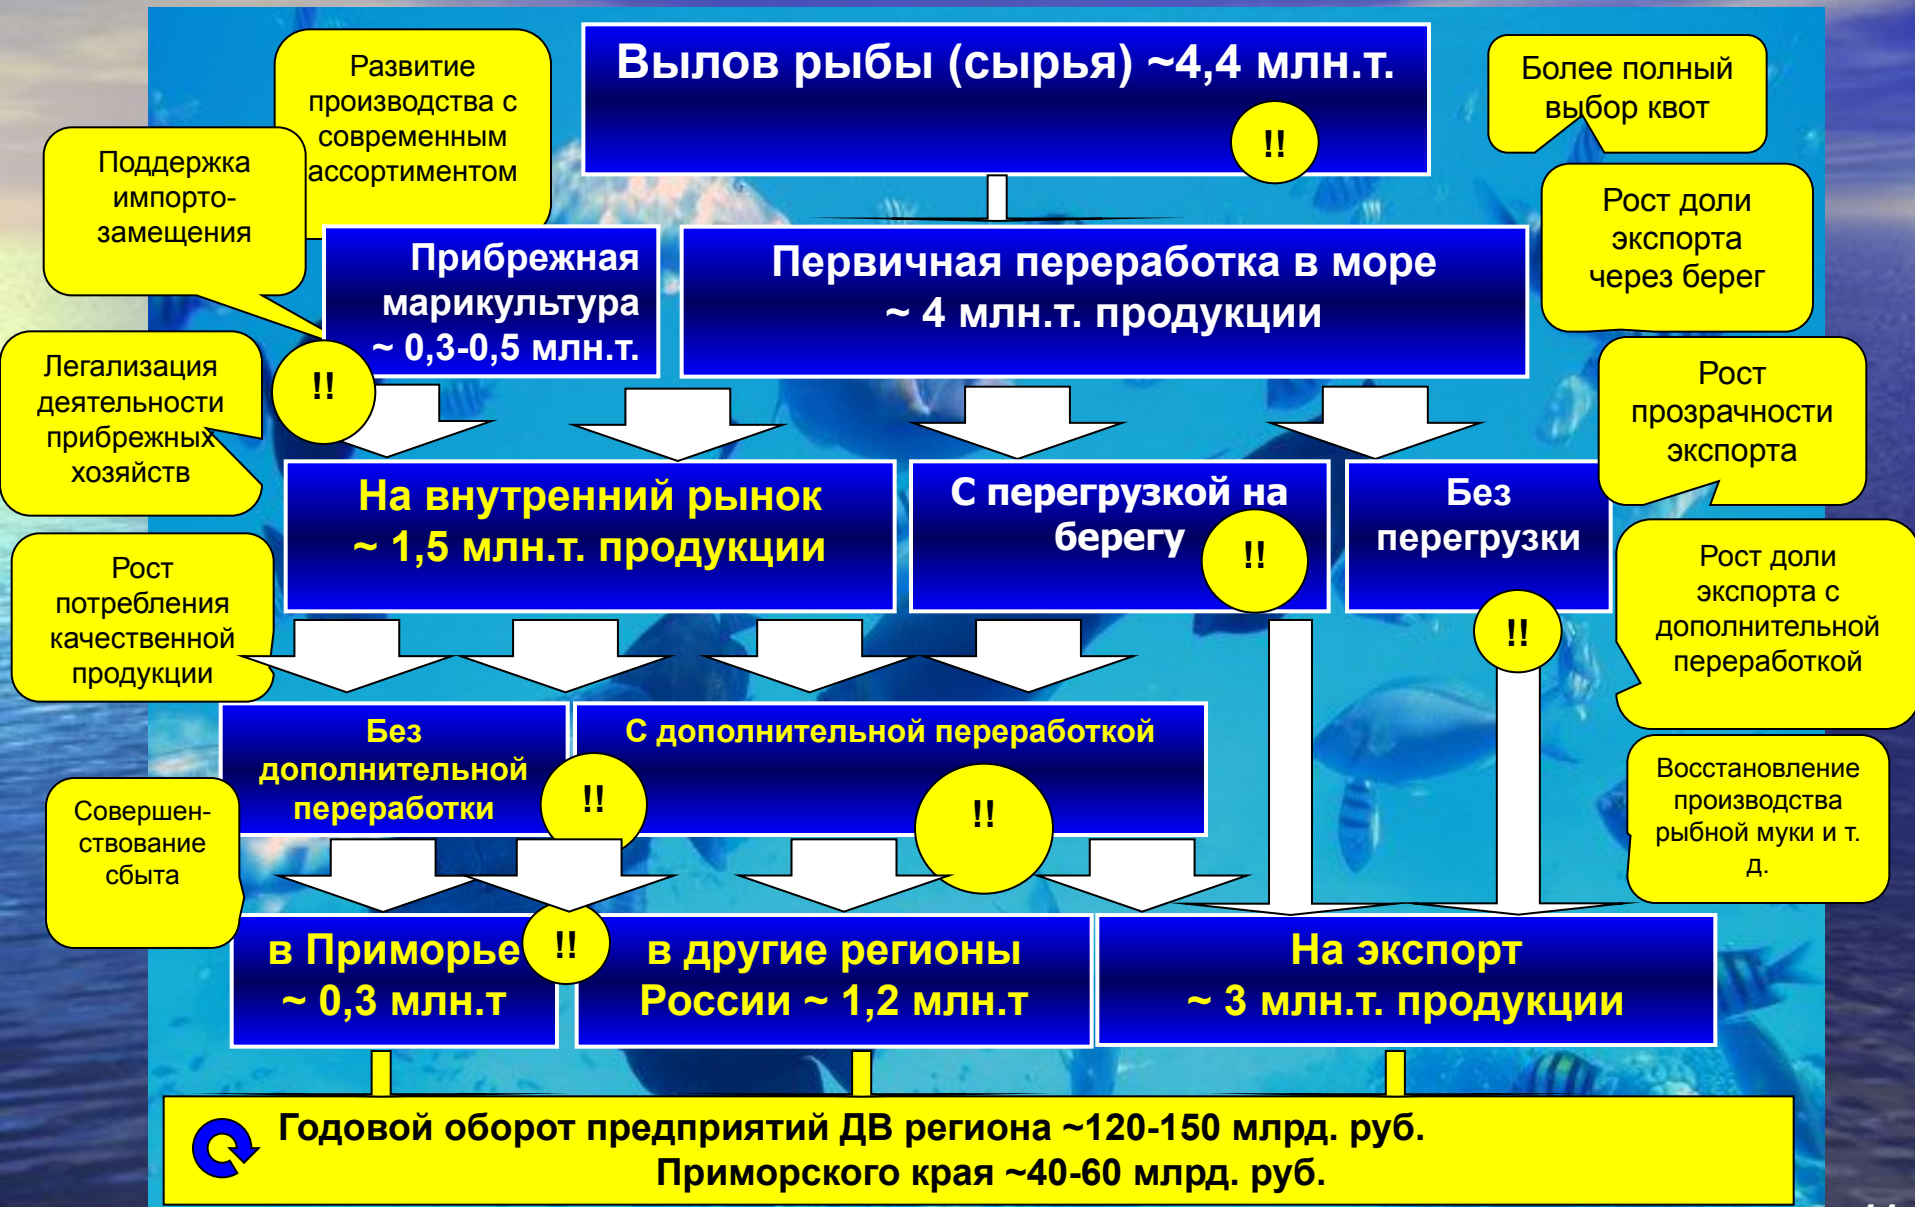 Вылов рыбы (сырья) ~4,4 млн.т.
!!
Развитие
производства с
современным
ассортиментом
Более полный
выбор квот
Поддержка
импорто-
замещения
Рост доли
экспорта
через берег
Прибрежная
марикультура
~ 0,3-0,5 млн.т.
!!
Первичная переработка в море
~ 4 млн.т. продукции
Легализация
деятельности
прибрежных
хозяйств
Рост
прозрачности
экспорта
На внутренний рынок
~ 1,5 млн.т. продукции
С перегрузкой на
берегу
!!
Без
перегрузки
!!
Рост
потребления
качественной
продукции
Рост доли
экспорта с
дополнительной
переработкой
Без
дополнительной
переработки
!!
С дополнительной переработкой
!!
Совершен-
ствование
сбыта
Восстановление
производства
рыбной муки и т.
д.
в Приморье
~ 0,3 млн.т
!!
в другие регионы
России ~ 1,2 млн.т
На экспорт
~ 3 млн.т. продукции
Годовой оборот предприятий ДВ региона ~120-150 млрд. руб.
Приморского края ~40-60 млрд. руб.